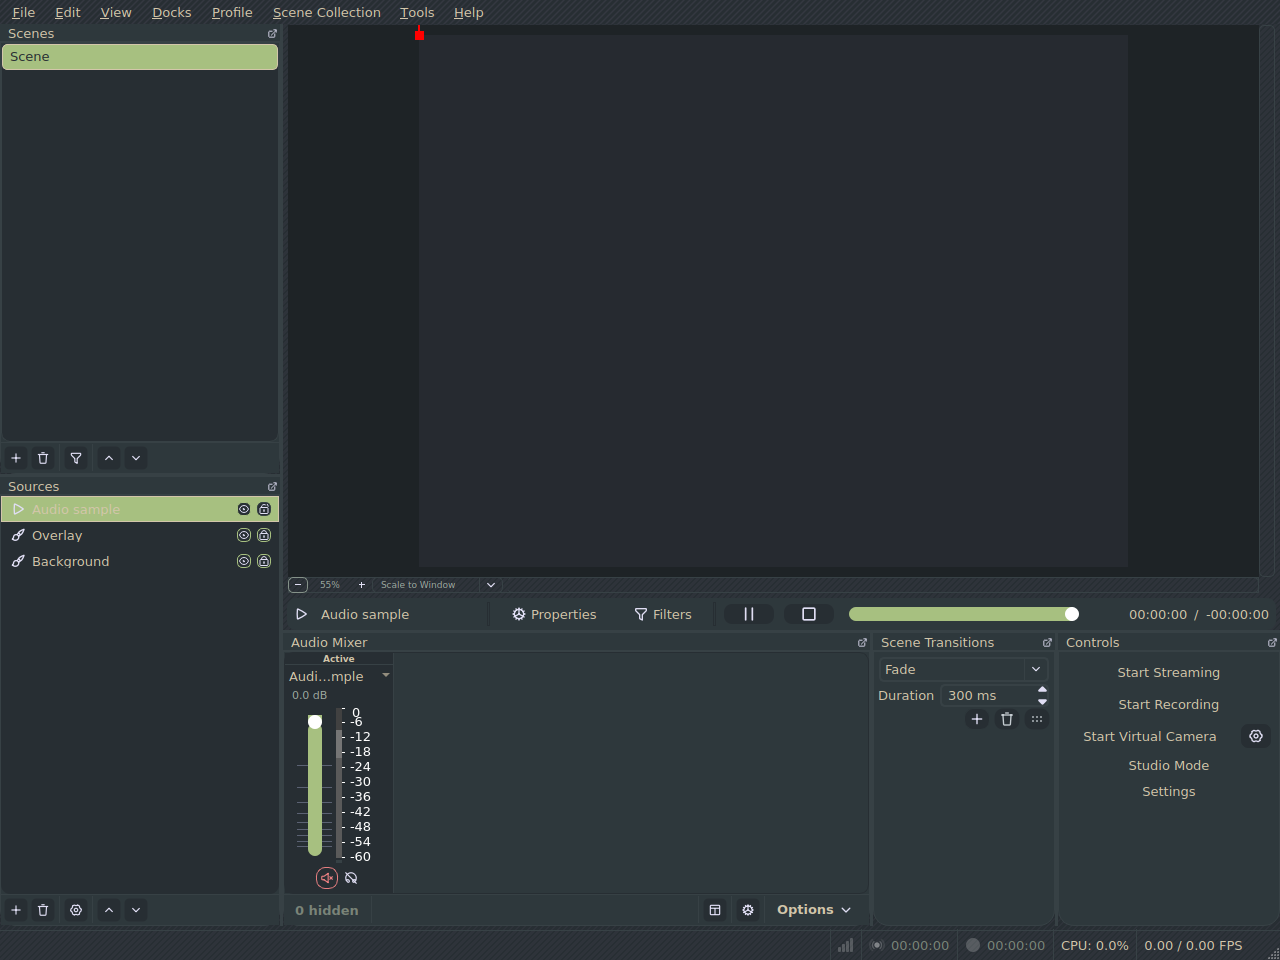 File Edit View Docks Profile Scene Collection Tools Help
Scenes
Scene
Sources
Audio sample
Overlay
Background
55% Scale to Window
Audio sample Properties Filters 00:00:00 / -00:00:00
Audio Mixer
Active
Audi...mple
0.0 dB
0
-6
-12
-18
-24
-30
-36
-42
-48
-54
-60
0 hidden Options
Scene Transitions
Fade
Duration 300 ms
Controls
Start Streaming
Start Recording
Start Virtual Camera
Studio Mode
Settings
00:00:00 00:00:00 CPU: 0.0% 0.00 / 0.00 FPS